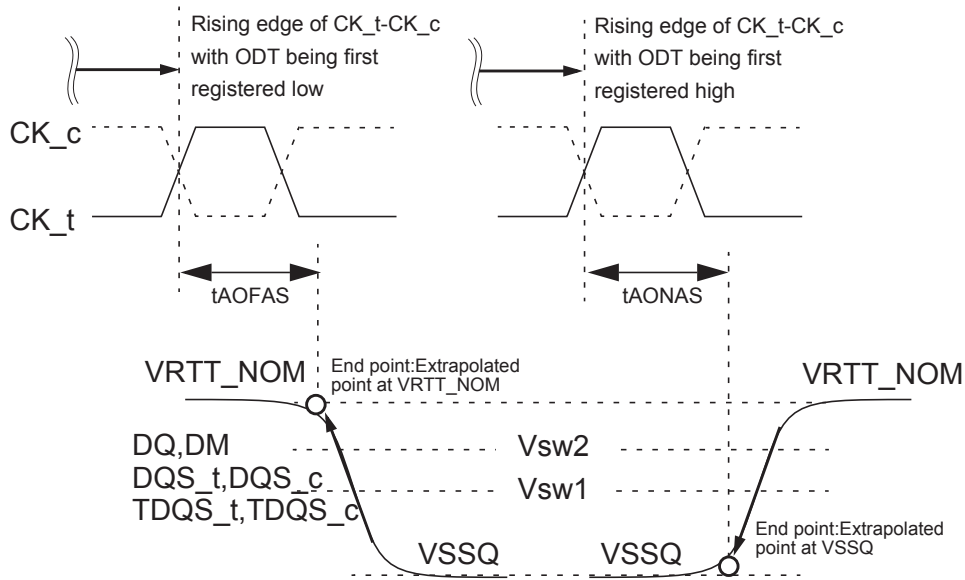 Rising edge of CK_t-CK_c
with ODT being first
registered low
Rising edge of CK_t-CK_c
with ODT being first
registered high
CK_c
CK_t
tAOFAS
tAONAS
VRTT_NOM
End point:Extrapolated
point at VRTT_NOM
VRTT_NOM
DQ,DM
DQS_t,DQS_c
TDQS_t,TDQS_c
Vsw2
Vsw1
VSSQ
VSSQ
End point:Extrapolated
point at VSSQ